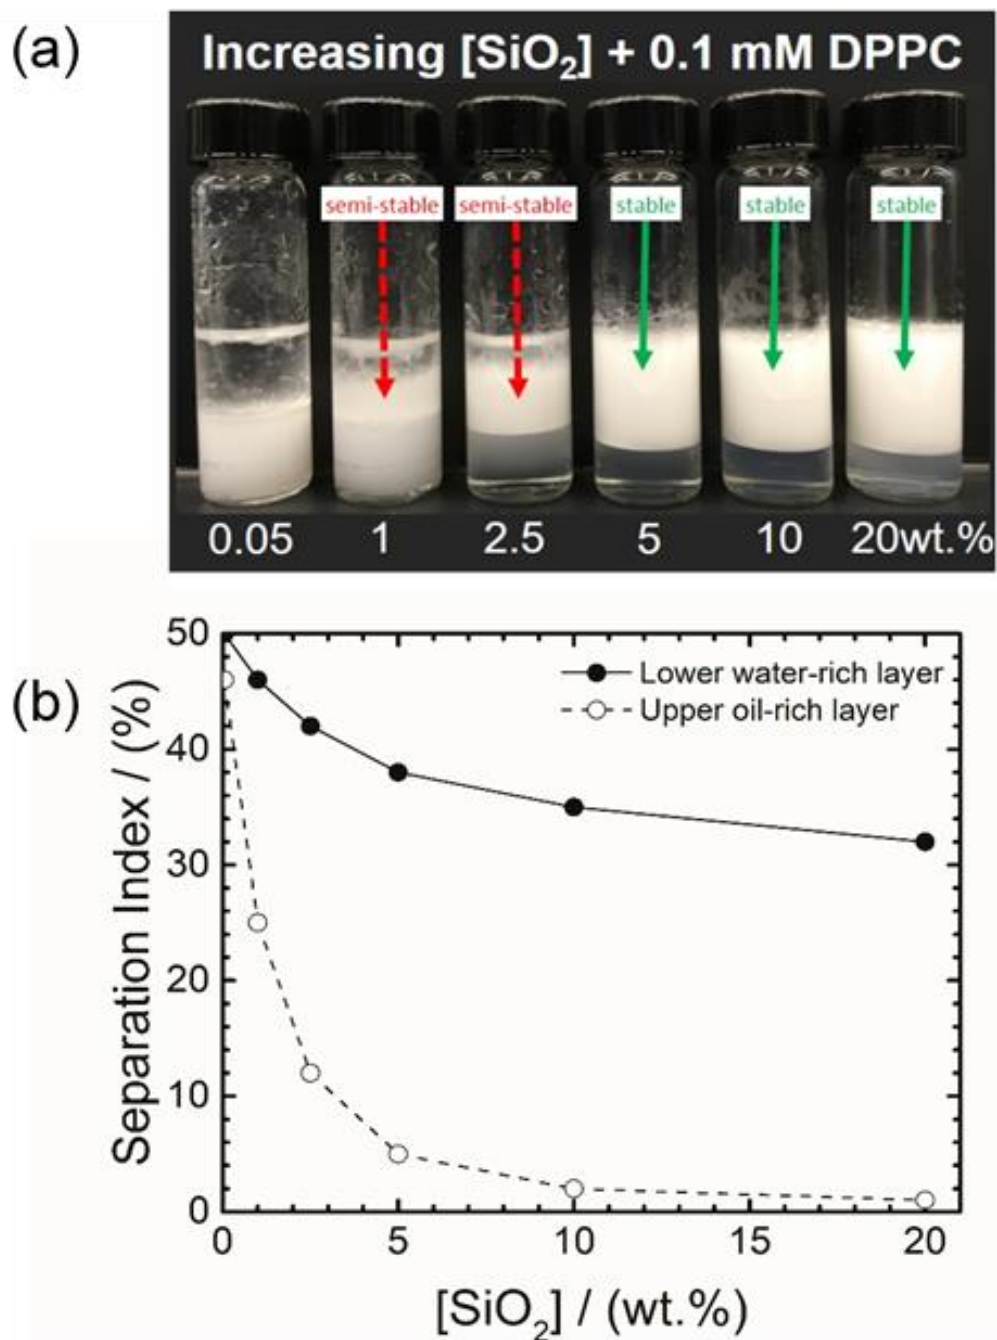 (a)
Increasing [SiO₂] + 0.1 mM DPPC
semi-stable semi-stable stable stable stable
0.05 1 2.5 5 10 20wt.%
(b)
Separation Index / (%)
50
40
30
20
10
0
Lower water-rich layer
Upper oil-rich layer
0 5 10 15 20
[SiO₂] / (wt.%)